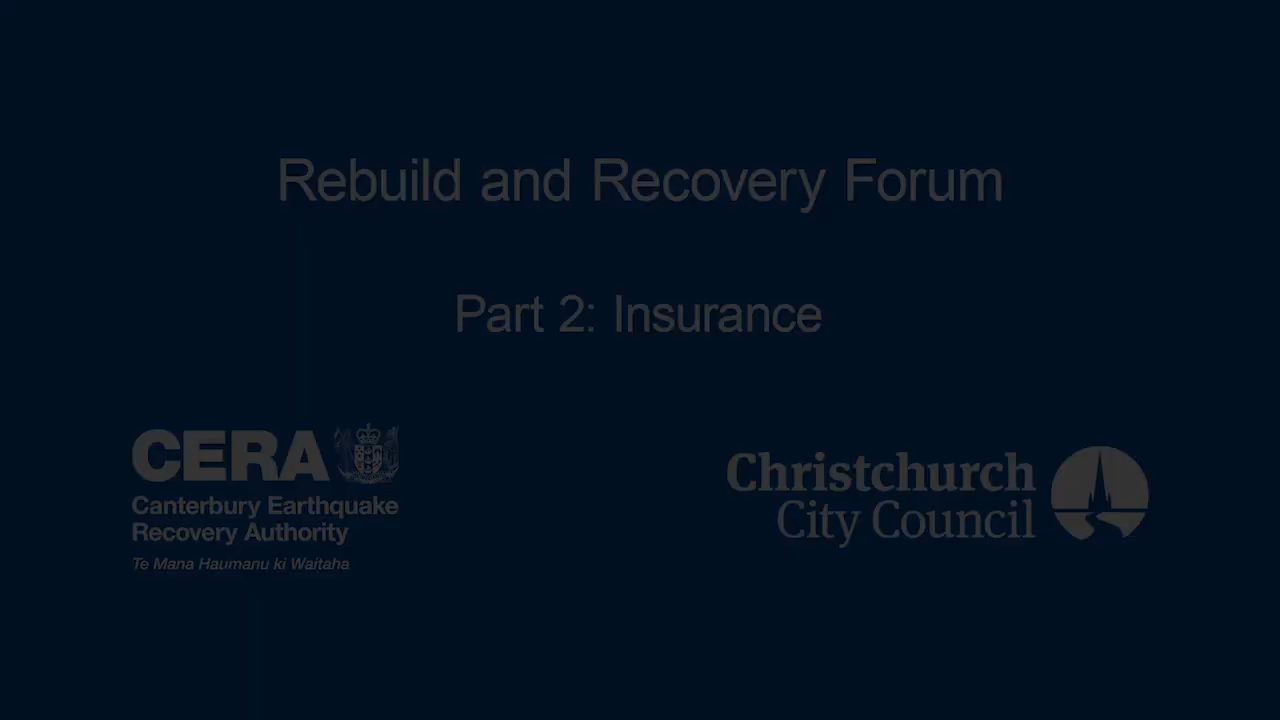 Rebuild and Recovery Forum
Part 2: Insurance
CERA
Canterbury Earthquake
Recovery Authority
Te Mana Haumanu ki Waitaha
Christchurch
City Council